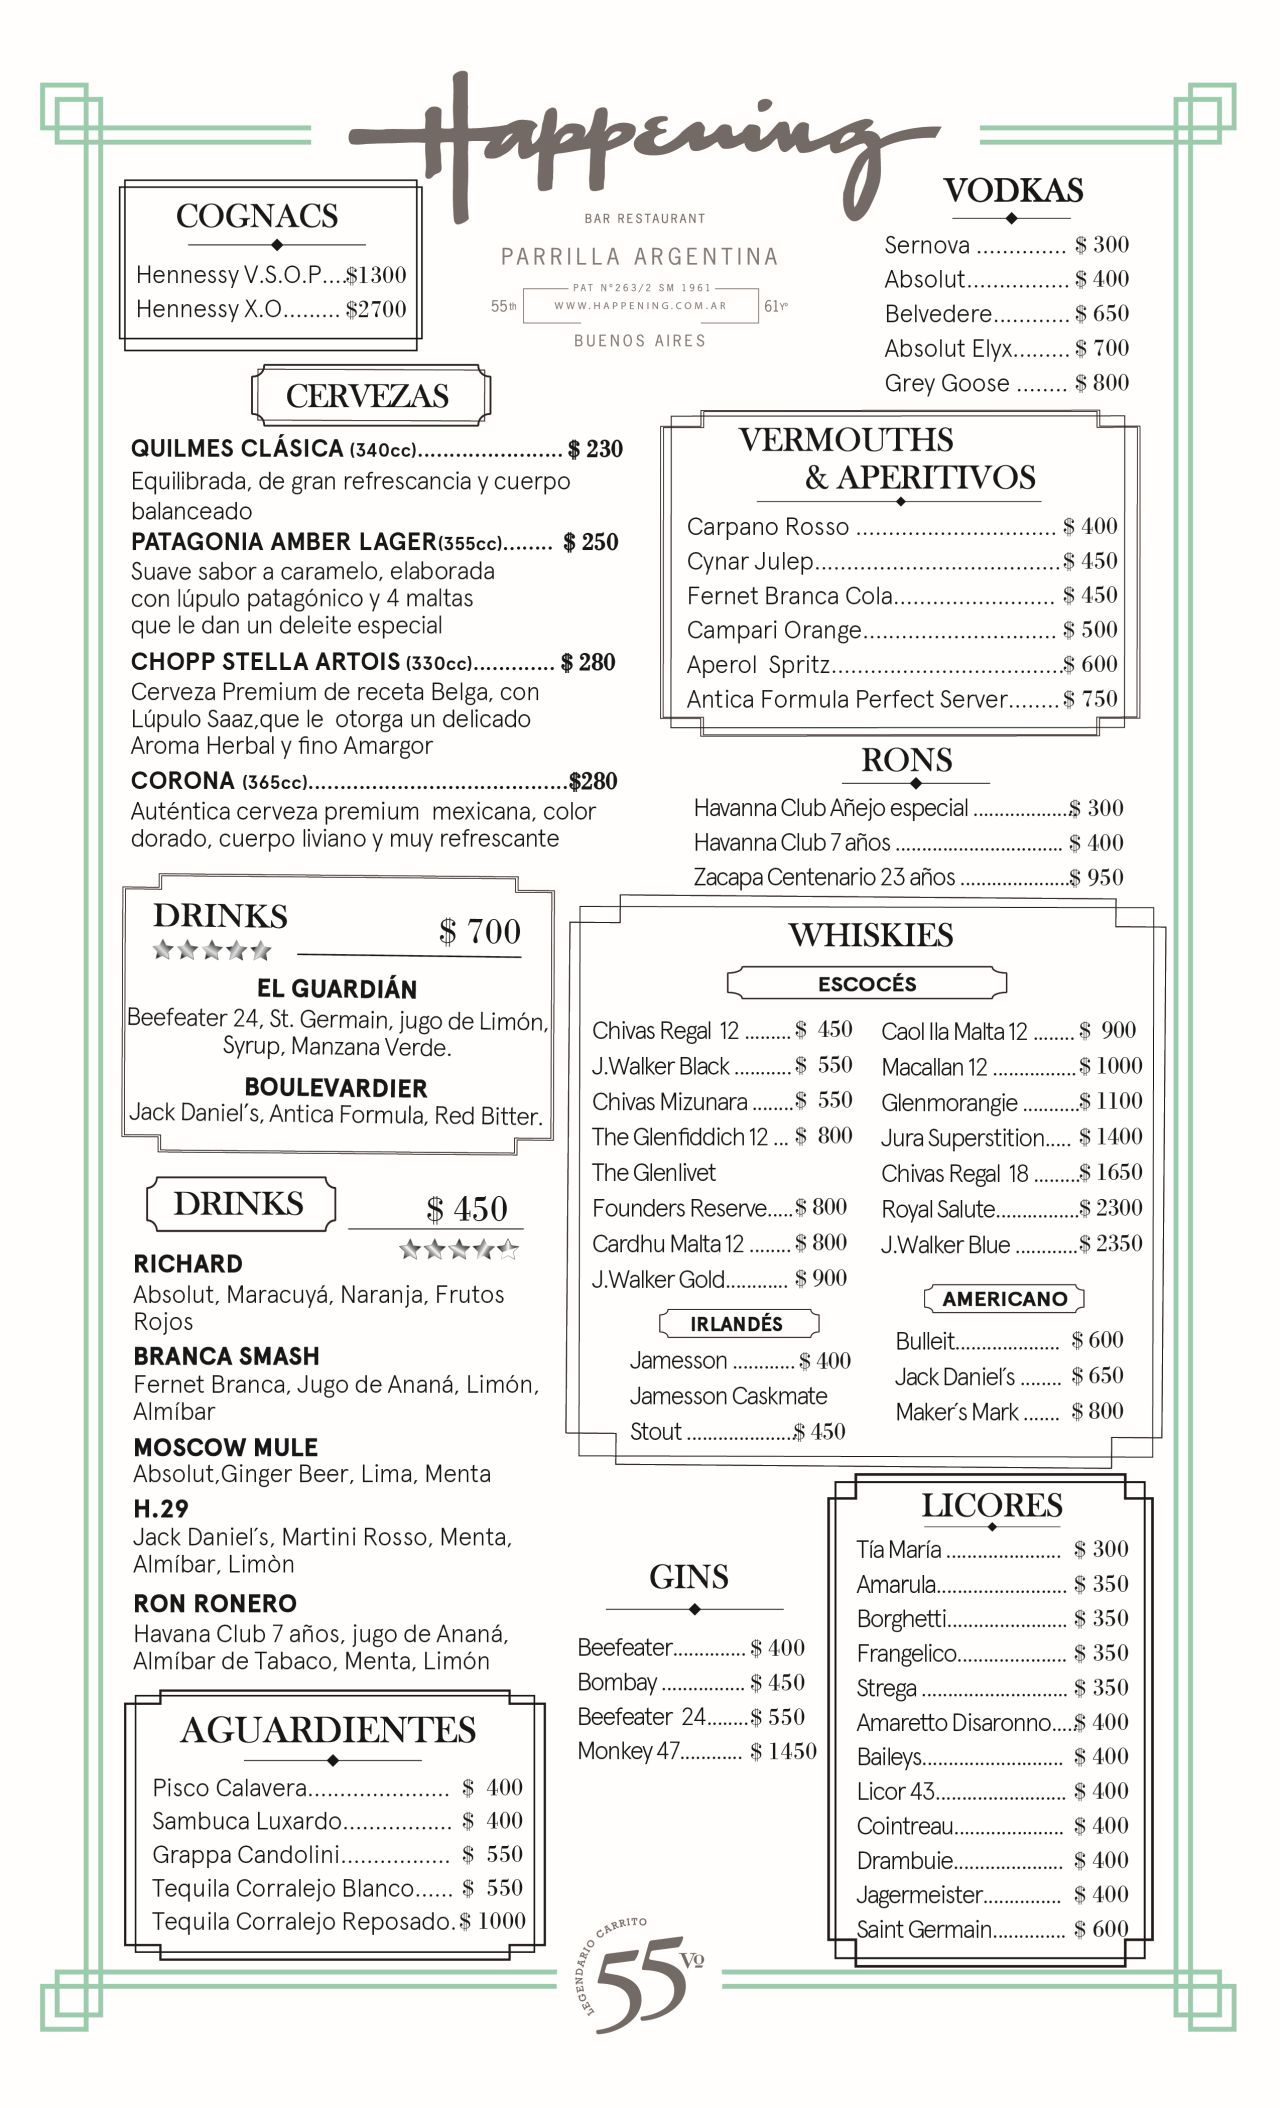 Happening
BAR RESTAURANT
PARRILLA ARGENTINA
PAT N°263/2 SM 1961
55th WWW.HAPPENING.COM.AR 61Yº
BUENOS AIRES
COGNACS
Hennessy V.S.O.P....$1300
Hennessy X.O......... $2700
CERVEZAS
QUILMES CLÁSICA (340cc)....................... $ 230
Equilibrada, de gran refrescancia y cuerpo
balanceado
PATAGONIA AMBER LAGER(355cc)........ $ 250
Suave sabor a caramelo, elaborada
con lúpulo patagónico y 4 maltas
que le dan un deleite especial
CHOPP STELLA ARTOIS (330cc)............. $ 280
Cerveza Premium de receta Belga, con
Lúpulo Saaz,que le otorga un delicado
Aroma Herbal y fino Amargor
CORONA (365cc).........................................$280
Auténtica cerveza premium mexicana, color
dorado, cuerpo liviano y muy refrescante
DRINKS
$ 700
EL GUARDIÁN
Beefeater 24, St. Germain, jugo de Limón,
Syrup, Manzana Verde.
BOULEVARDIER
Jack Daniel´s, Antica Formula, Red Bitter.
DRINKS
$ 450
RICHARD
Absolut, Maracuyá, Naranja, Frutos
Rojos
BRANCA SMASH
Fernet Branca, Jugo de Ananá, Limón,
Almíbar
MOSCOW MULE
Absolut,Ginger Beer, Lima, Menta
H.29
Jack Daniel´s, Martini Rosso, Menta,
Almíbar, Limòn
RON RONERO
Havana Club 7 años, jugo de Ananá,
Almíbar de Tabaco, Menta, Limón
AGUARDIENTES
Pisco Calavera...................... $ 400
Sambuca Luxardo................. $ 400
Grappa Candolini................. $ 550
Tequila Corralejo Blanco...... $ 550
Tequila Corralejo Reposado.$ 1000
VODKAS
Sernova .............. $ 300
Absolut................ $ 400
Belvedere............ $ 650
Absolut Elyx......... $ 700
Grey Goose ........ $ 800
VERMOUTHS
& APERITIVOS
Carpano Rosso ............................... $ 400
Cynar Julep......................................$ 450
Fernet Branca Cola......................... $ 450
Campari Orange.............................. $ 500
Aperol Spritz....................................$ 600
Antica Formula Perfect Server........ $ 750
RONS
Havanna Club Añejo especial ...................$ 300
Havanna Club 7 años ............................... $ 400
Zacapa Centenario 23 años .....................$ 950
WHISKIES
ESCOCÉS
Chivas Regal 12 ......... $ 450
J.Walker Black ........... $ 550
Chivas Mizunara ........$ 550
The Glenfiddich 12 ... $ 800
The Glenlivet
Founders Reserve.....$ 800
Cardhu Malta 12 ........ $ 800
J.Walker Gold............ $ 900
Caol Ila Malta 12 ........ $ 900
Macallan 12 ................ $ 1000
Glenmorangie ...........$ 1100
Jura Superstition..... $ 1400
Chivas Regal 18 .........$ 1650
Royal Salute................$ 2300
J.Walker Blue ............$ 2350
IRLANDÉS
Jamesson ............ $ 400
Jamesson Caskmate
Stout .....................$ 450
AMERICANO
Bulleit.................... $ 600
Jack Daniel´s ........ $ 650
Maker´s Mark ....... $ 800
GINS
Beefeater.............. $ 400
Bombay ................ $ 450
Beefeater 24........$ 550
Monkey 47............ $ 1450
LICORES
Tía María ...................... $ 300
Amarula......................... $ 350
Borghetti....................... $ 350
Frangelico..................... $ 350
Strega ............................ $ 350
Amaretto Disaronno.....$ 400
Baileys........................... $ 400
Licor 43......................... $ 400
Cointreau..................... $ 400
Drambuie..................... $ 400
Jagermeister............... $ 400
Saint Germain.............. $ 600
LEGENDARIO CARRITO
55 Vº